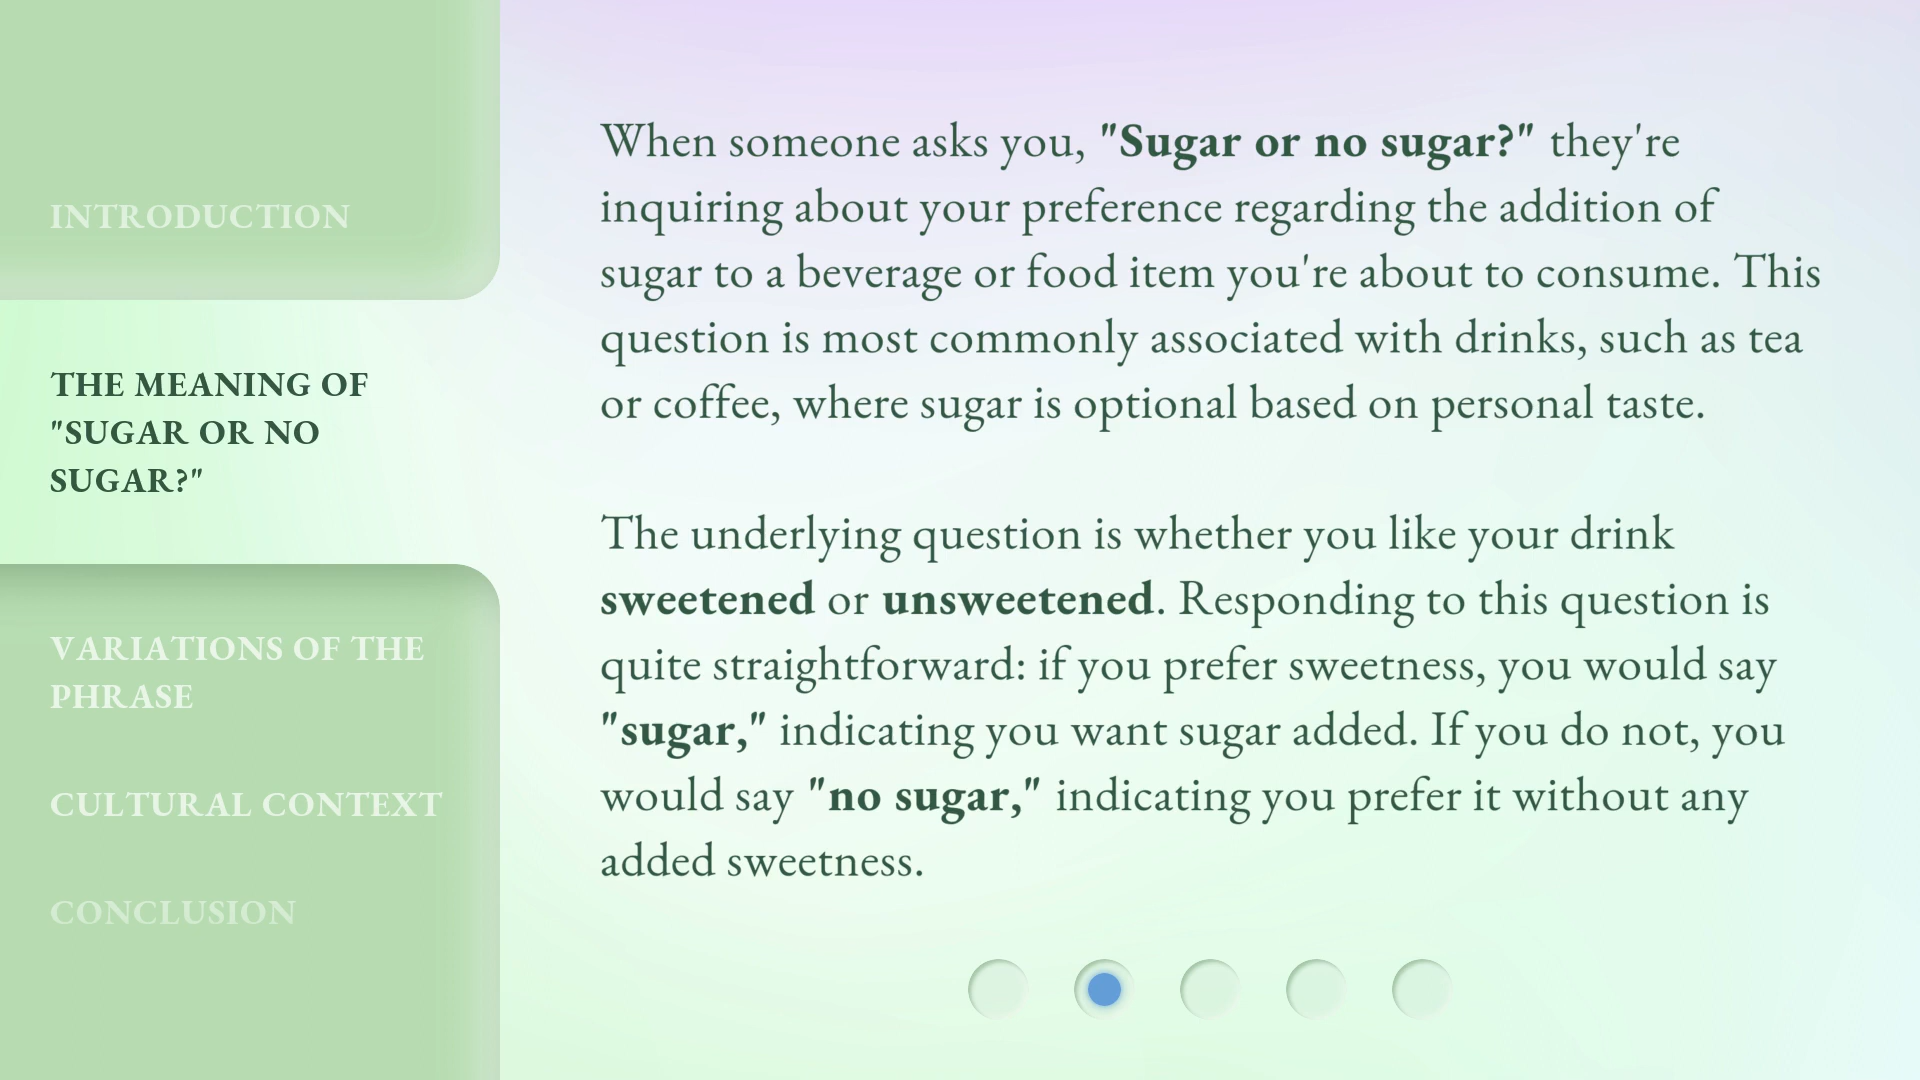 INTRODUCTION
THE MEANING OF
"SUGAR OR NO
SUGAR?"
VARIATIONS OF THE
PHRASE
CULTURAL CONTEXT
CONCLUSION
When someone asks you, "Sugar or no sugar?" they're
inquiring about your preference regarding the addition of
sugar to a beverage or food item you're about to consume. This
question is most commonly associated with drinks, such as tea
or coffee, where sugar is optional based on personal taste.
The underlying question is whether you like your drink
sweetened or unsweetened. Responding to this question is
quite straightforward: if you prefer sweetness, you would say
"sugar," indicating you want sugar added. If you do not, you
would say "no sugar," indicating you prefer it without any
added sweetness.